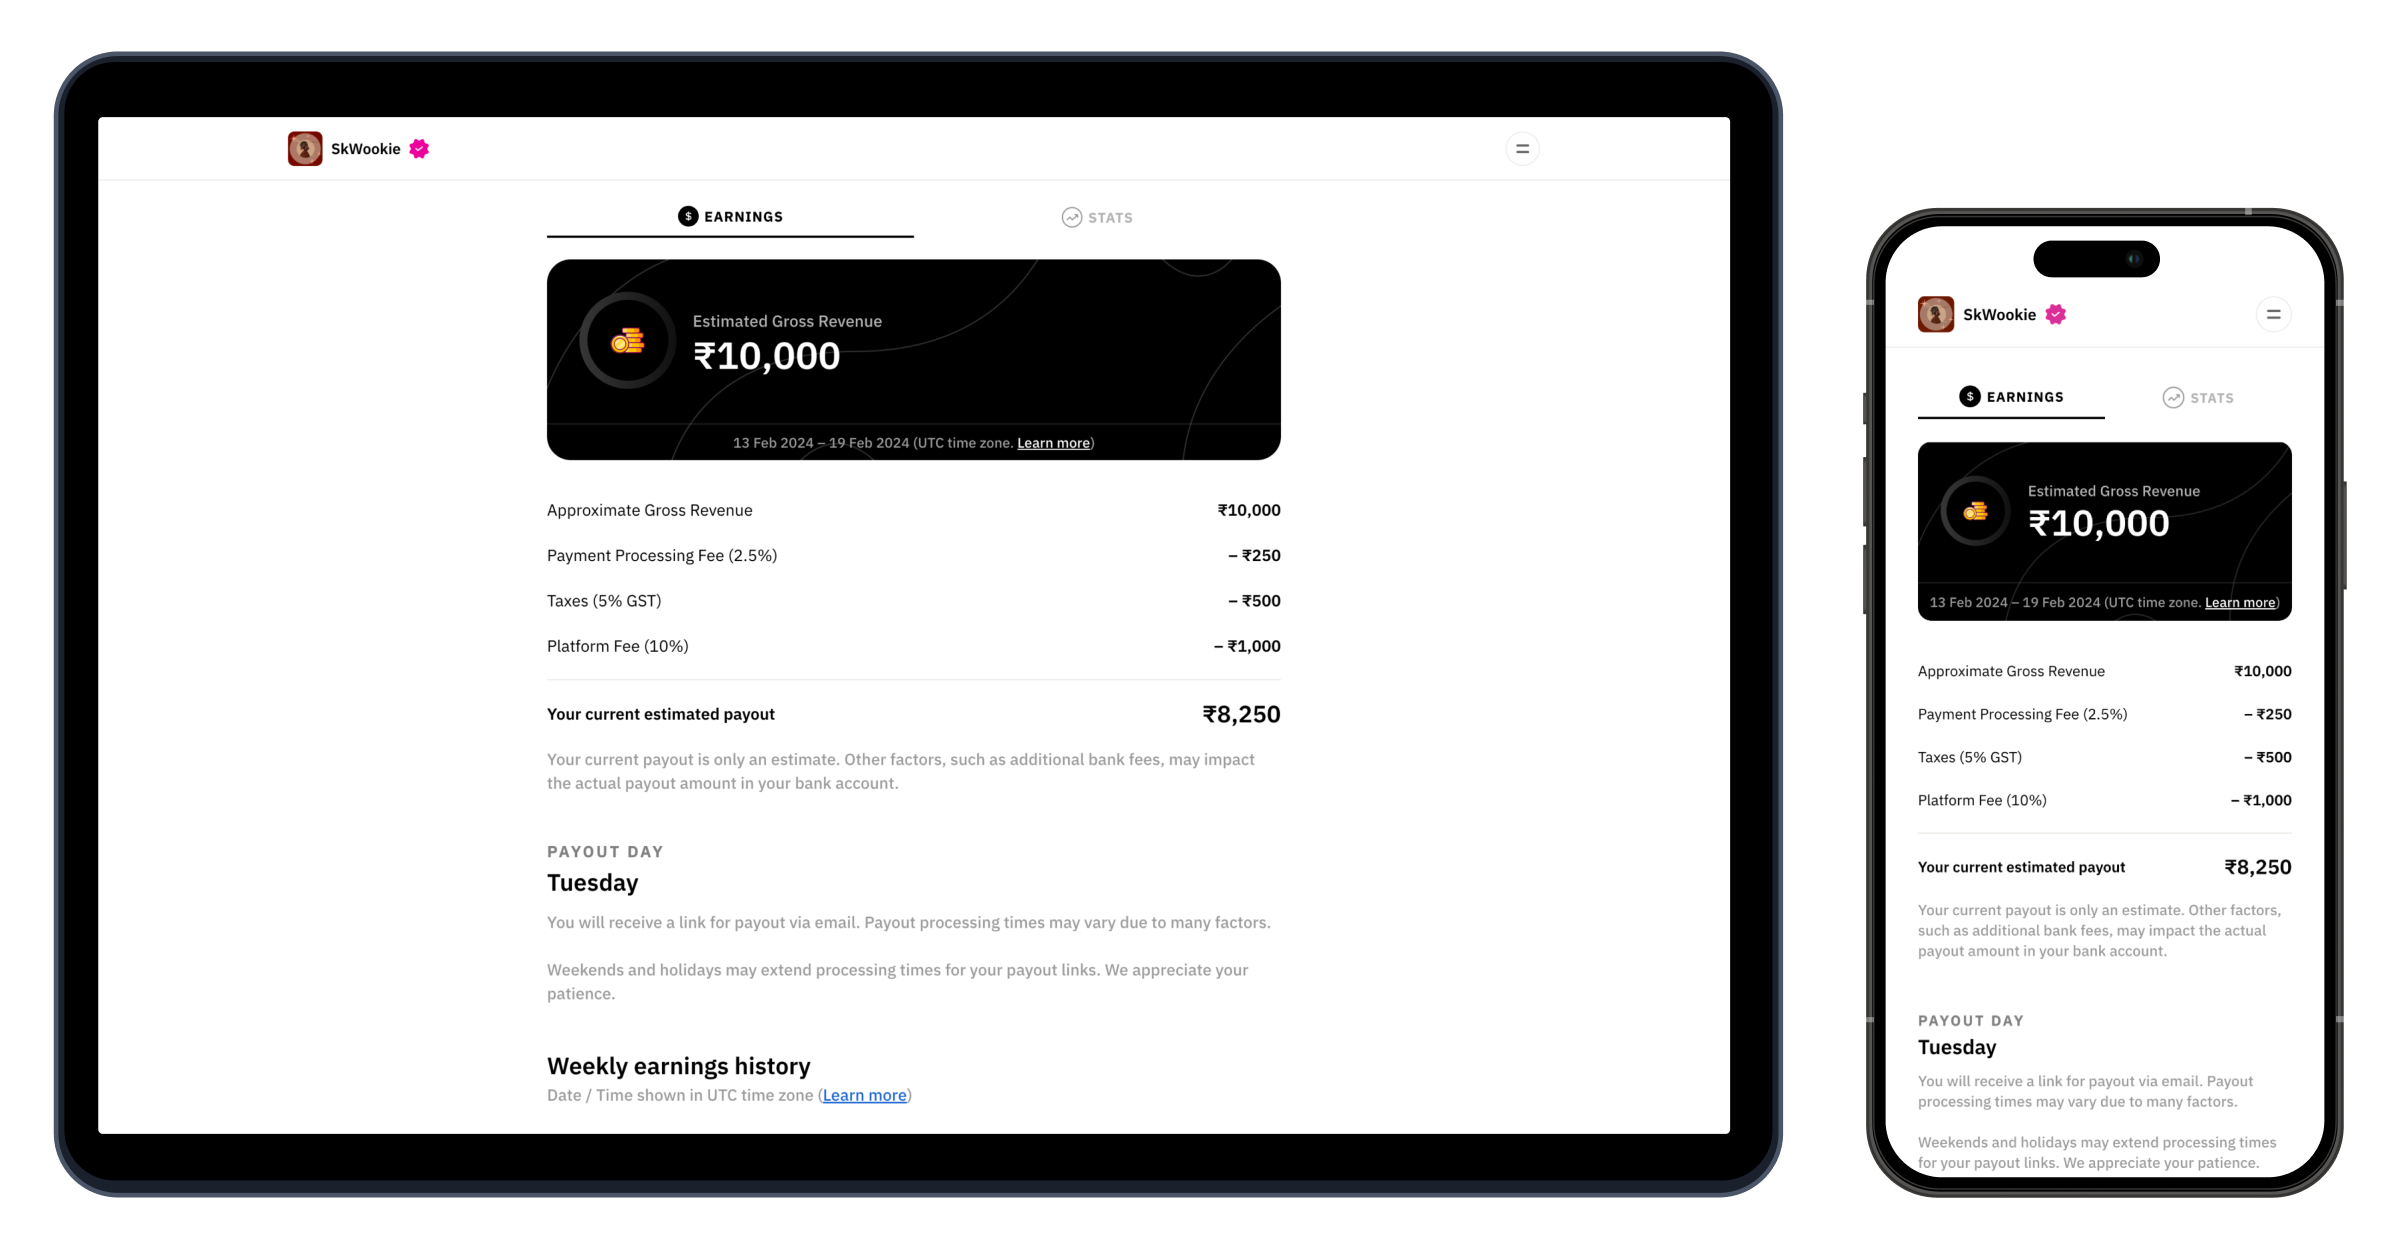 SkWookie
EARNINGS
STATS
Estimated Gross Revenue
₹10,000
13 Feb 2024 – 19 Feb 2024 (UTC time zone. Learn more)
Approximate Gross Revenue ₹10,000
Payment Processing Fee (2.5%) – ₹250
Taxes (5% GST) – ₹500
Platform Fee (10%) – ₹1,000
Your current estimated payout ₹8,250
Your current payout is only an estimate. Other factors, such as additional bank fees, may impact
the actual payout amount in your bank account.
PAYOUT DAY
Tuesday
You will receive a link for payout via email. Payout processing times may vary due to many factors.
Weekends and holidays may extend processing times for your payout links. We appreciate your
patience.
Weekly earnings history
Date / Time shown in UTC time zone (Learn more)
SkWookie
EARNINGS
STATS
Estimated Gross Revenue
₹10,000
13 Feb 2024 – 19 Feb 2024 (UTC time zone. Learn more)
Approximate Gross Revenue ₹10,000
Payment Processing Fee (2.5%) – ₹250
Taxes (5% GST) – ₹500
Platform Fee (10%) – ₹1,000
Your current estimated payout ₹8,250
Your current payout is only an estimate. Other factors,
such as additional bank fees, may impact the actual
payout amount in your bank account.
PAYOUT DAY
Tuesday
You will receive a link for payout via email. Payout
processing times may vary due to many factors.
Weekends and holidays may extend processing times
for your payout links. We appreciate your patience.